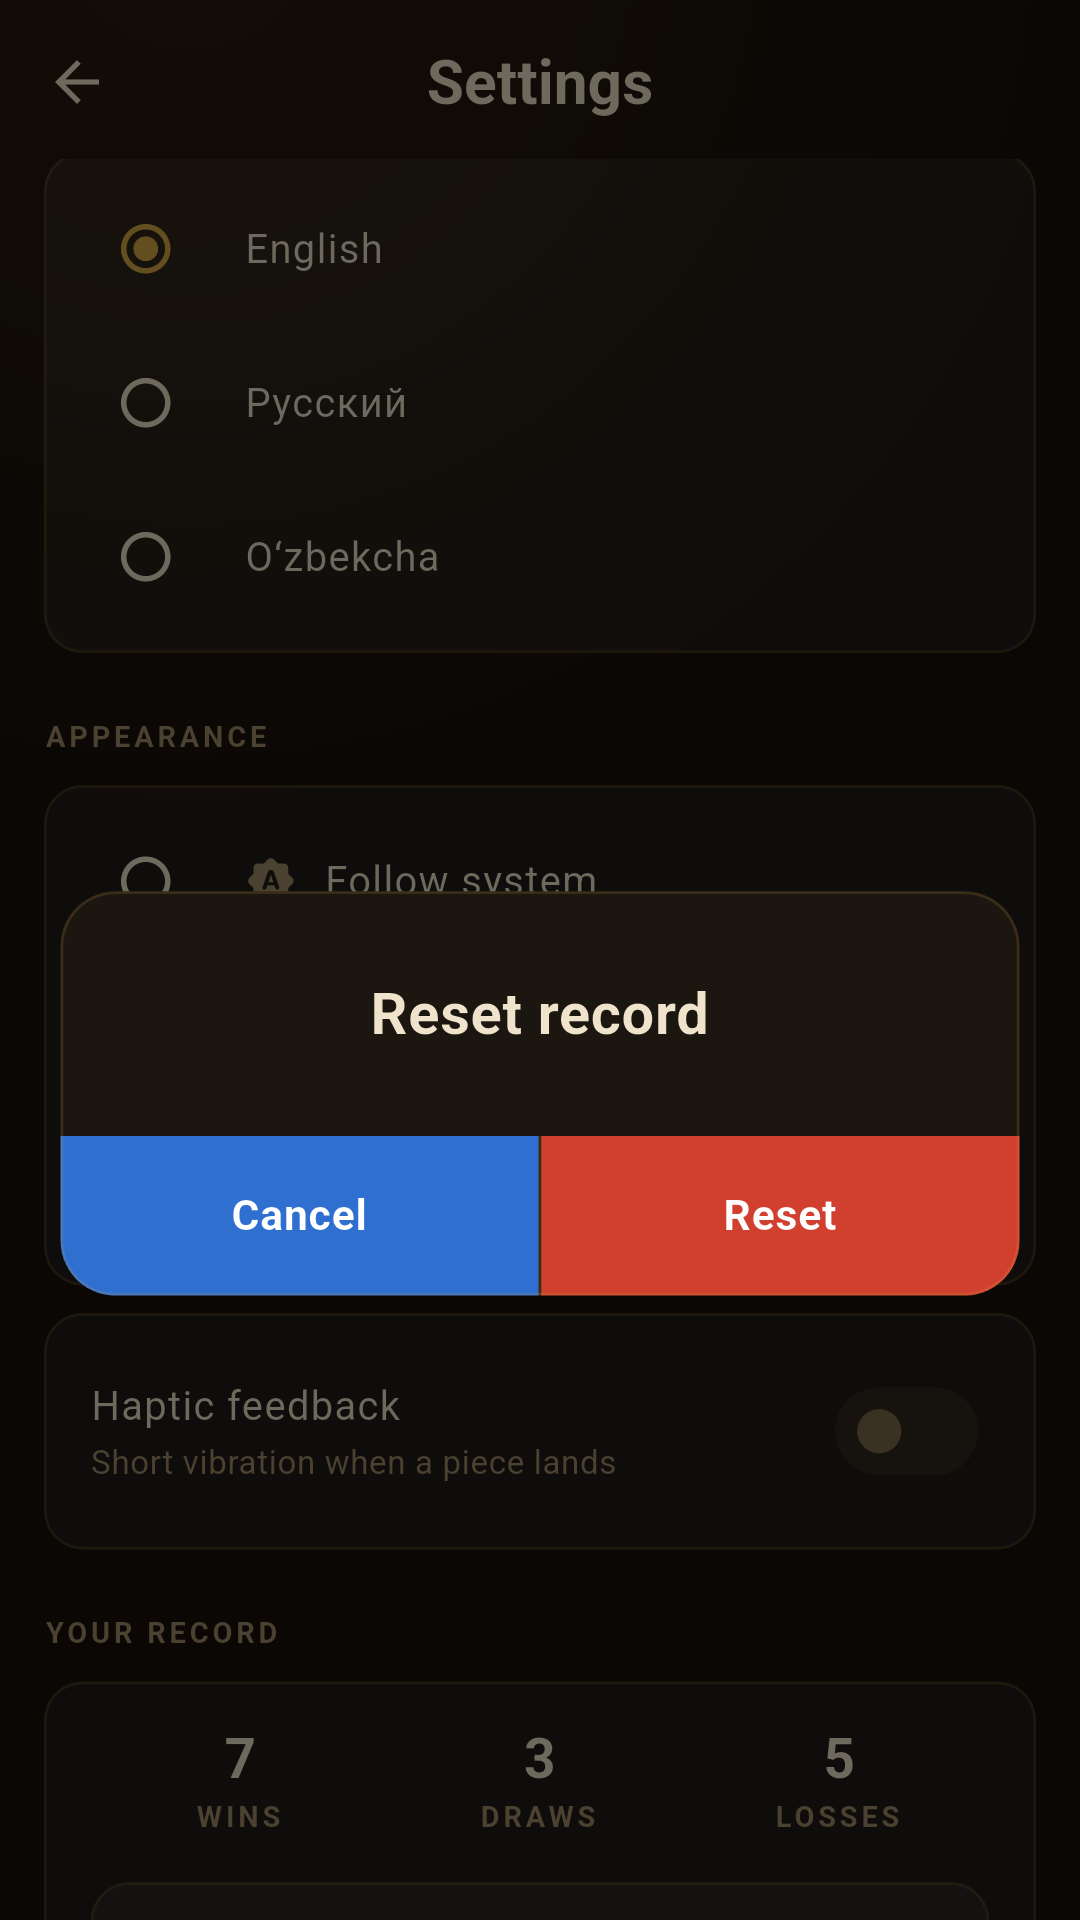 Settings
English
Русский
Oʻzbekcha
APPEARANCE
A Follow system
Reset record
Cancel
Reset
Haptic feedback
Short vibration when a piece lands
YOUR RECORD
7 3 5
WINS DRAWS LOSSES